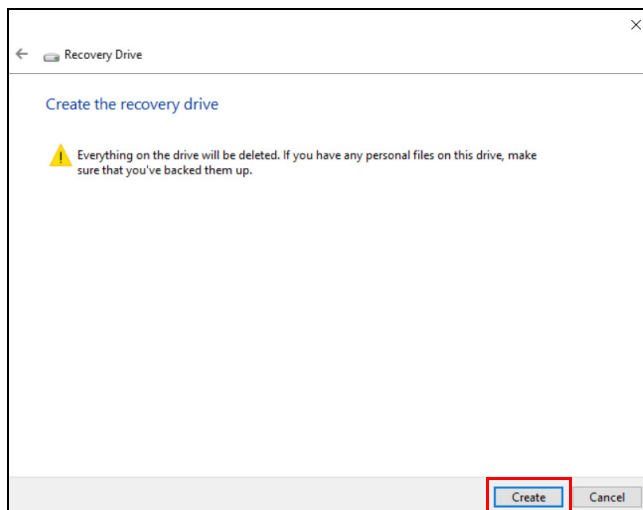 Recovery Drive
Create the recovery drive
Everything on the drive will be deleted. If you have any personal files on this drive, make
sure that you've backed them up.
Create
Cancel